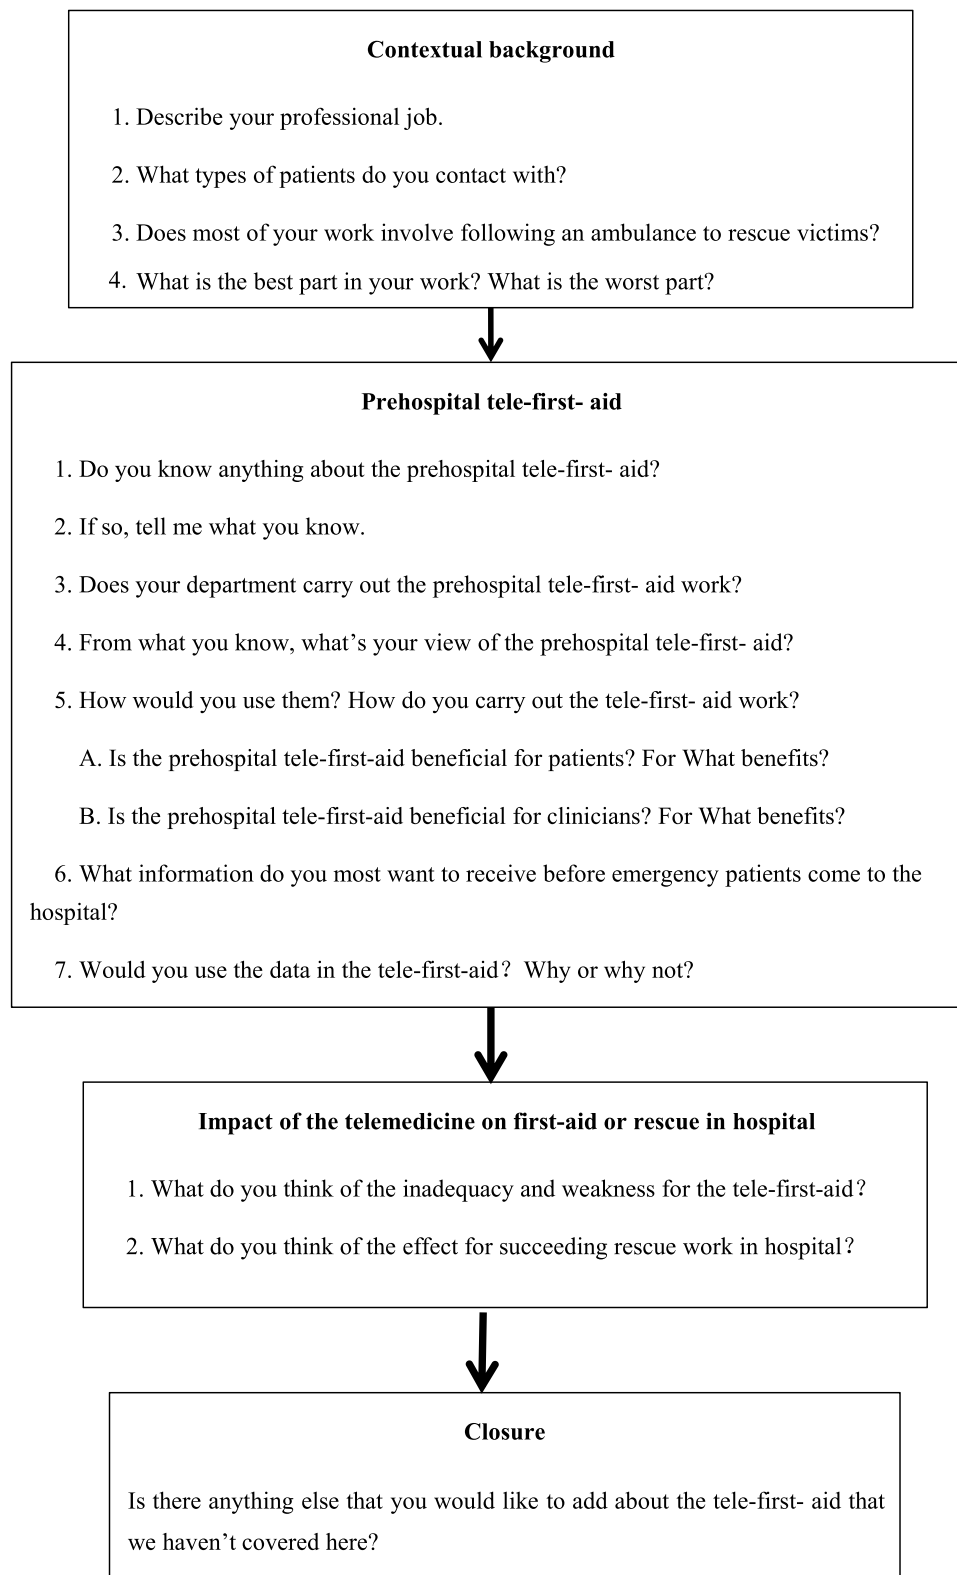 Contextual background
1. Describe your professional job.
2. What types of patients do you contact with?
3. Does most of your work involve following an ambulance to rescue victims?
4. What is the best part in your work? What is the worst part?
Prehospital tele-first- aid
1. Do you know anything about the prehospital tele-first- aid?
2. If so, tell me what you know.
3. Does your department carry out the prehospital tele-first- aid work?
4. From what you know, what’s your view of the prehospital tele-first- aid?
5. How would you use them? How do you carry out the tele-first- aid work?
A. Is the prehospital tele-first-aid beneficial for patients? For What benefits?
B. Is the prehospital tele-first-aid beneficial for clinicians? For What benefits?
6. What information do you most want to receive before emergency patients come to the
hospital?
7. Would you use the data in the tele-first-aid？Why or why not?
Impact of the telemedicine on first-aid or rescue in hospital
1. What do you think of the inadequacy and weakness for the tele-first-aid？
2. What do you think of the effect for succeeding rescue work in hospital？
Closure
Is there anything else that you would like to add about the tele-first- aid that
we haven’t covered here?